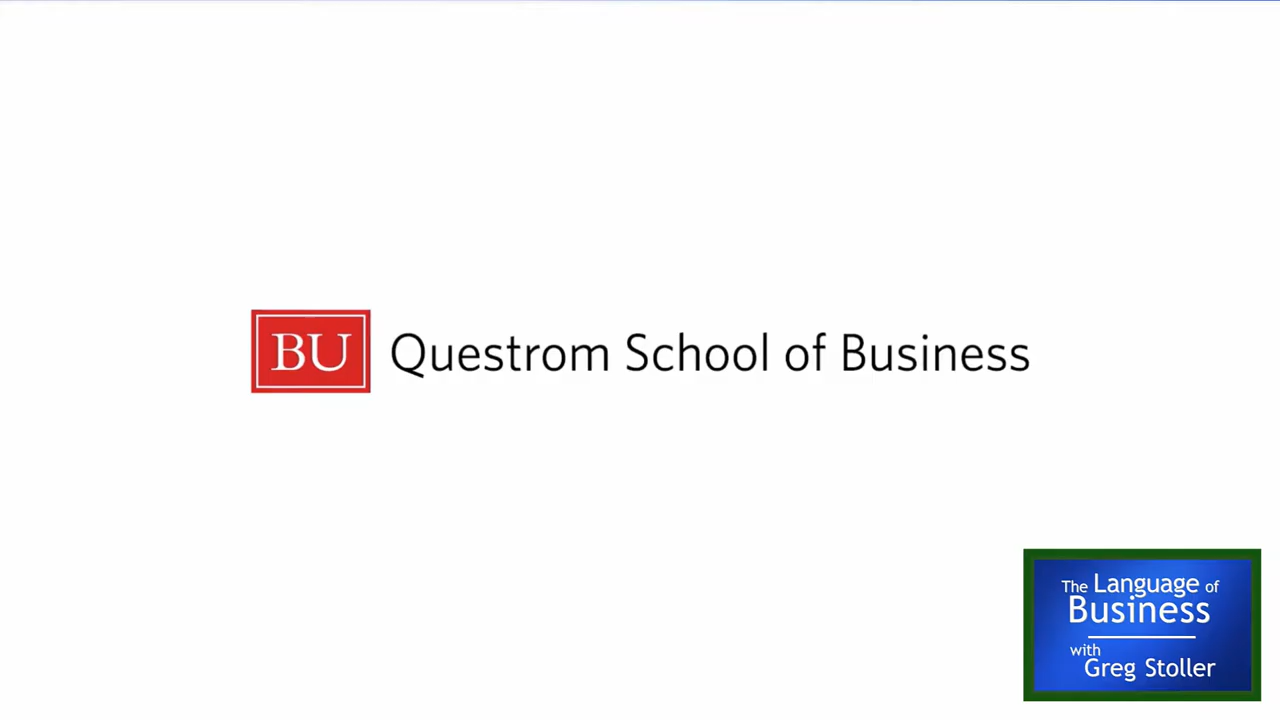 BU Questrom School of Business
The Language of
Business
with
Greg Stoller